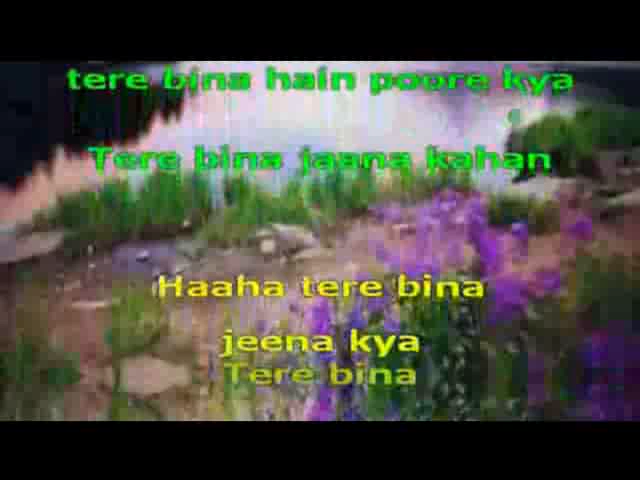 tere bina hain poore kya
Tere bina jaana kahan
Haaha tere bina
jeena kya
Tere bina